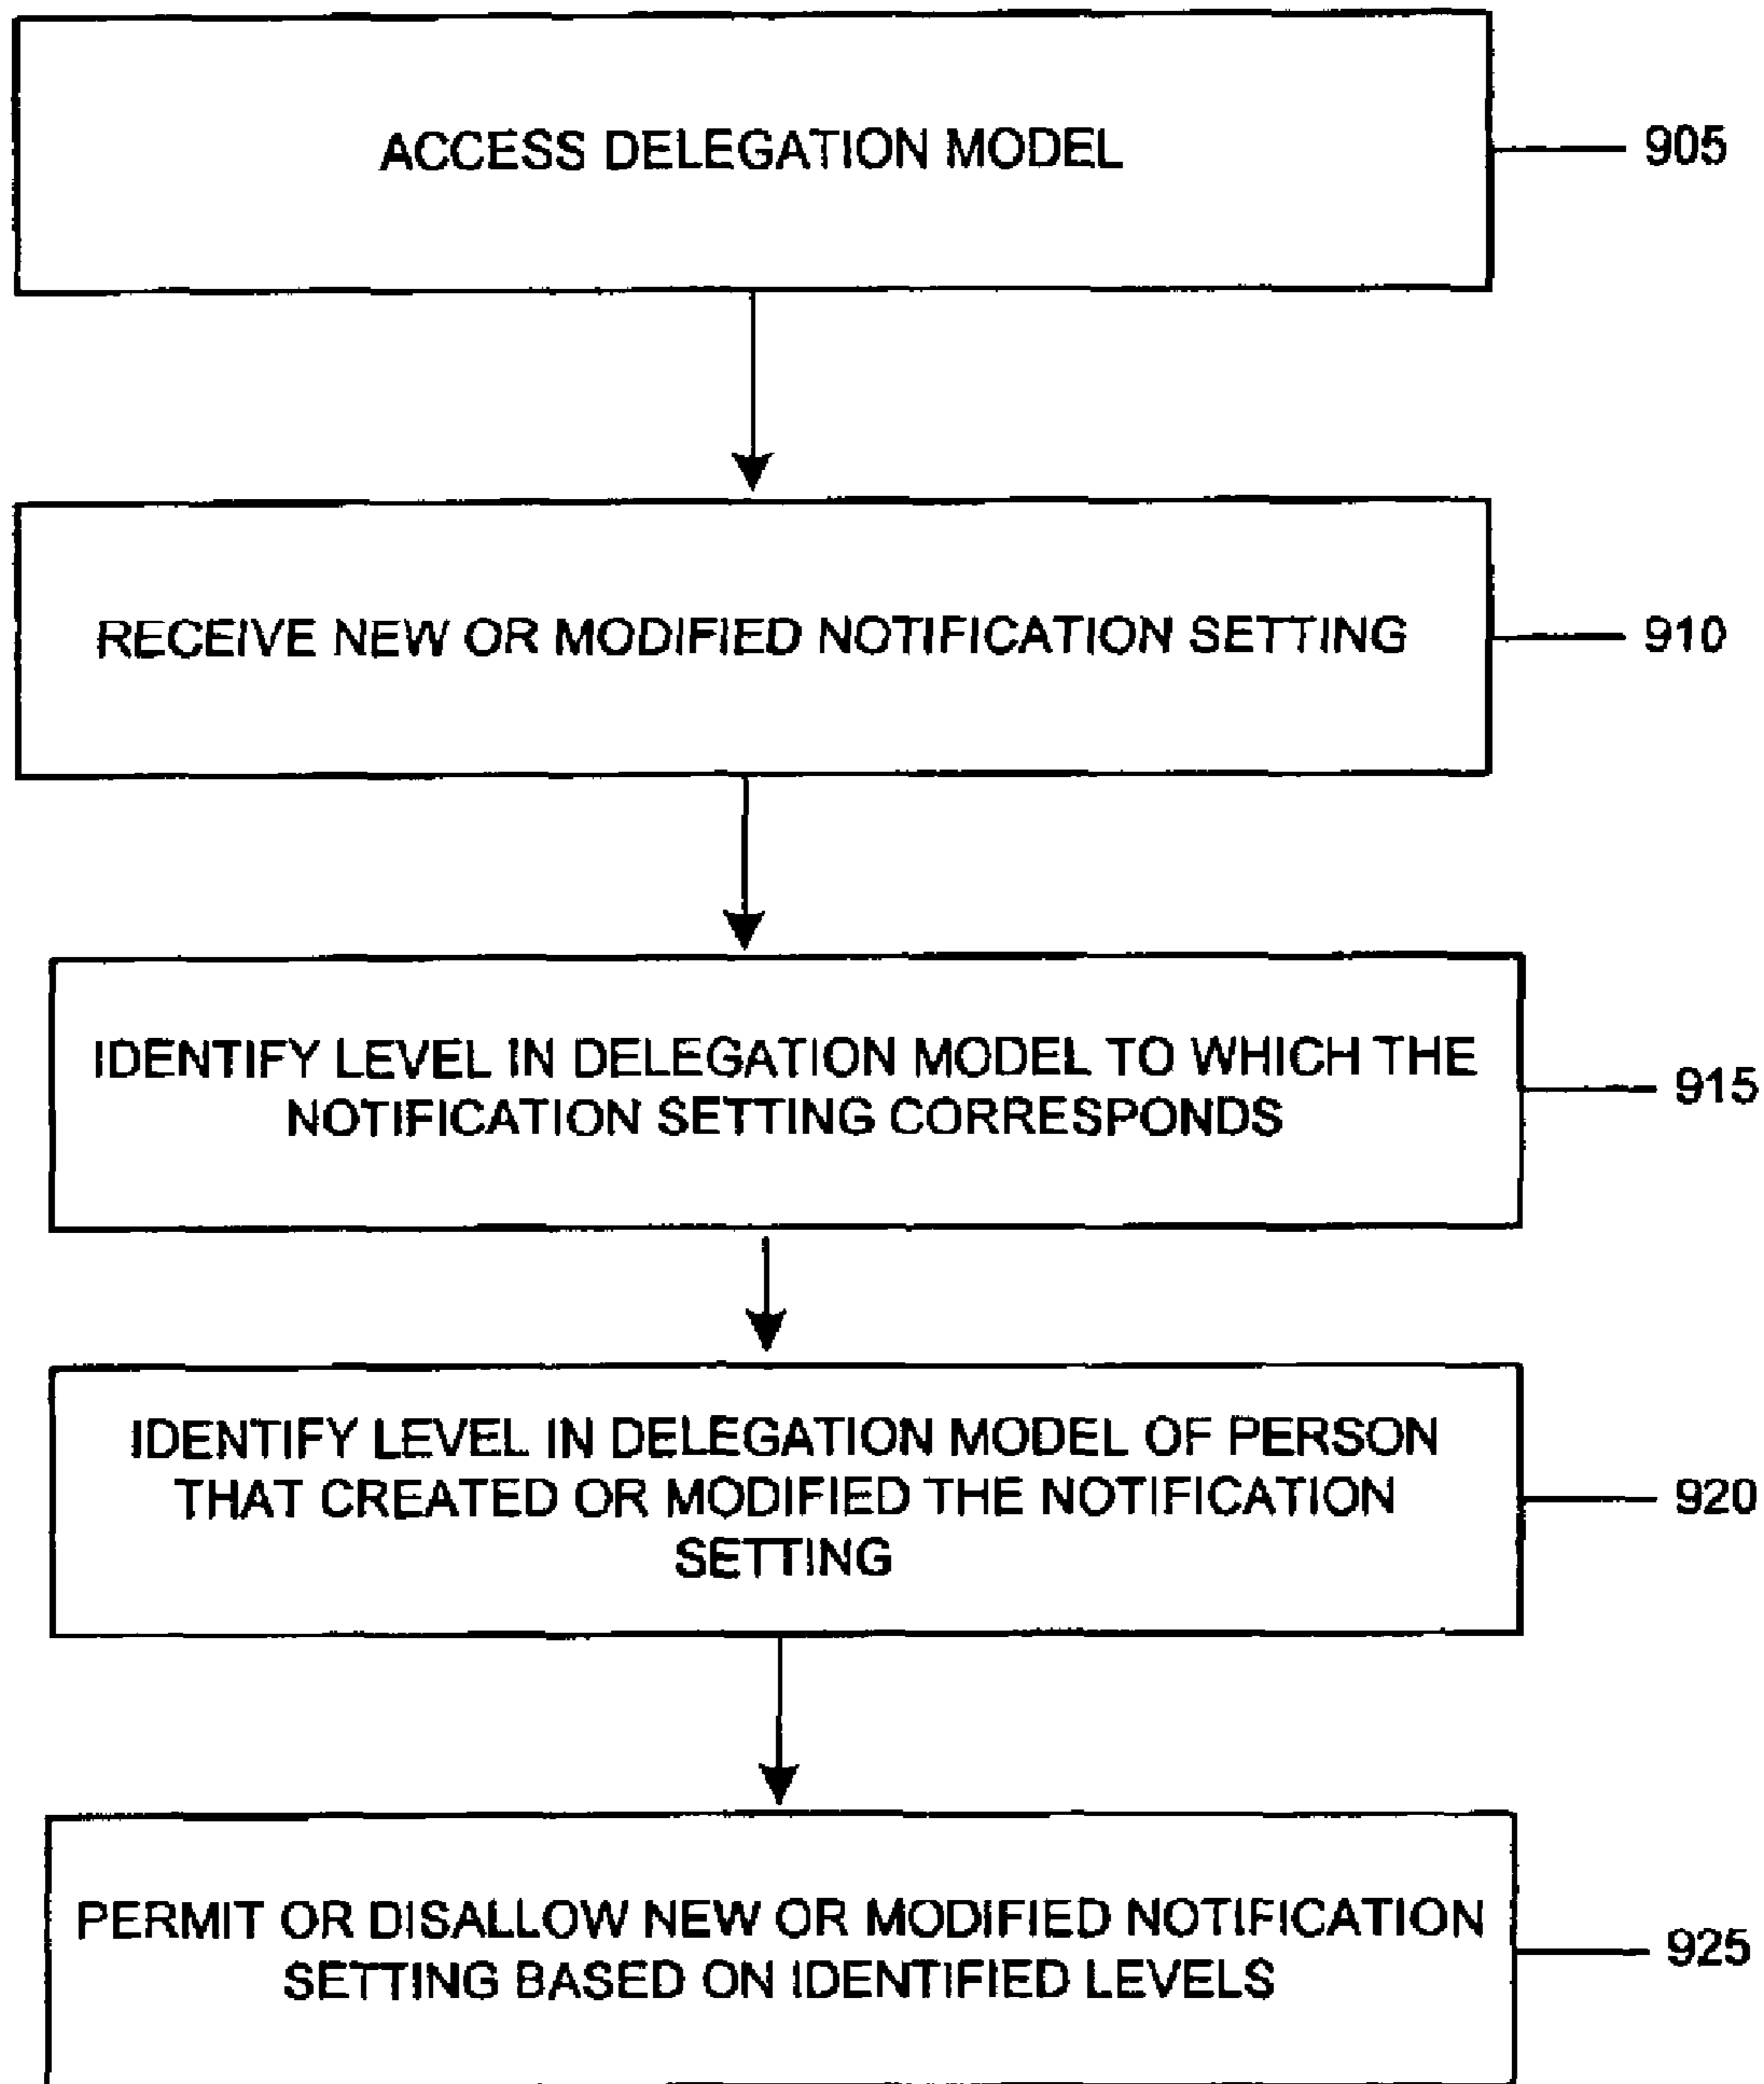 ACCESS DELEGATION MODEL
905
RECEIVE NEW OR MODIFIED NOTIFICATION SETTING
910
IDENTIFY LEVEL IN DELEGATION MODEL TO WHICH THE
NOTIFICATION SETTING CORRESPONDS
915
IDENTIFY LEVEL IN DELEGATION MODEL OF PERSON
THAT CREATED OR MODIFIED THE NOTIFICATION
SETTING
920
PERMIT OR DISALLOW NEW OR MODIFIED NOTIFICATION
SETTING BASED ON IDENTIFIED LEVELS
925